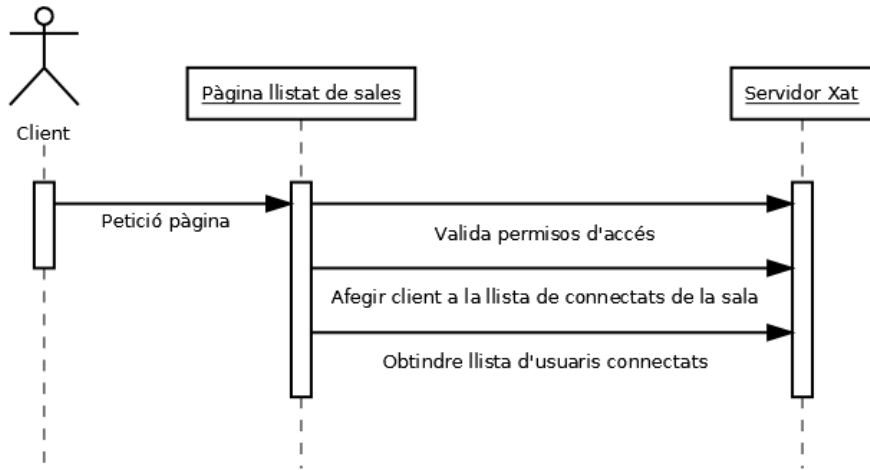 Pàgina llistat de sales
Servidor Xat
Client
Petició pàgina
Valida permisos d'accés
Afegir client a la llista de connectats de la sala
Obtindre llista d'usuaris connectats